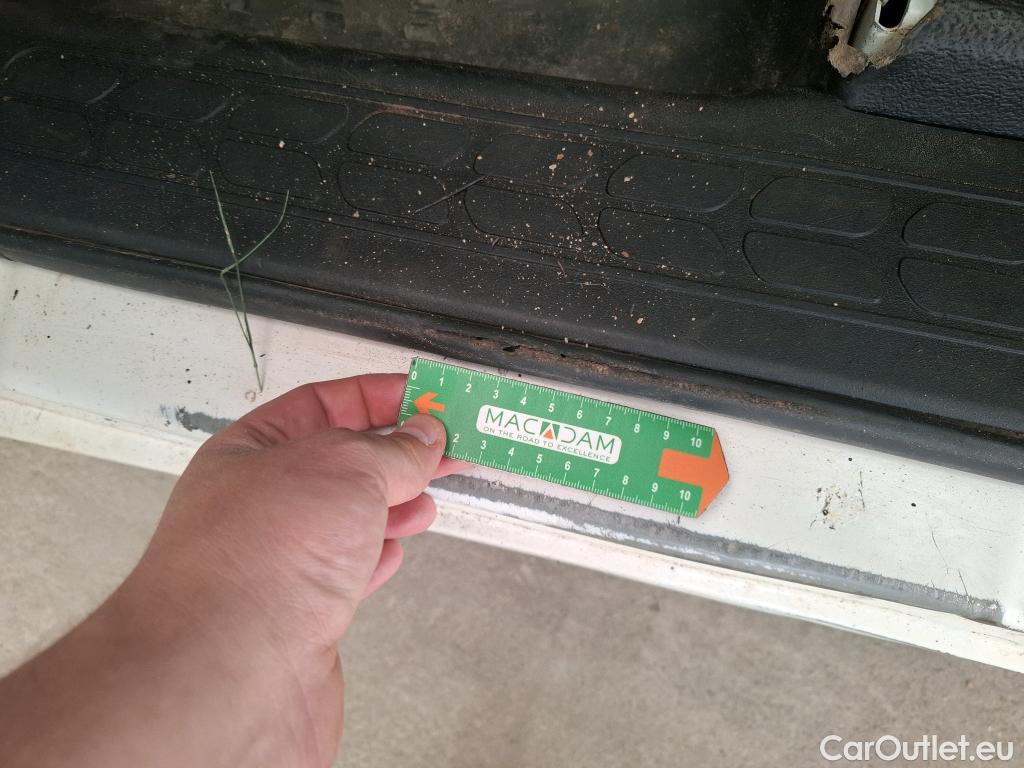 0 1 2 3 4 5 6 7 8 9 10
MACADAM
ON THE ROAD TO EXCELLENCE
2 3 4 5 6 7 8 9 10
CarOutlet.eu